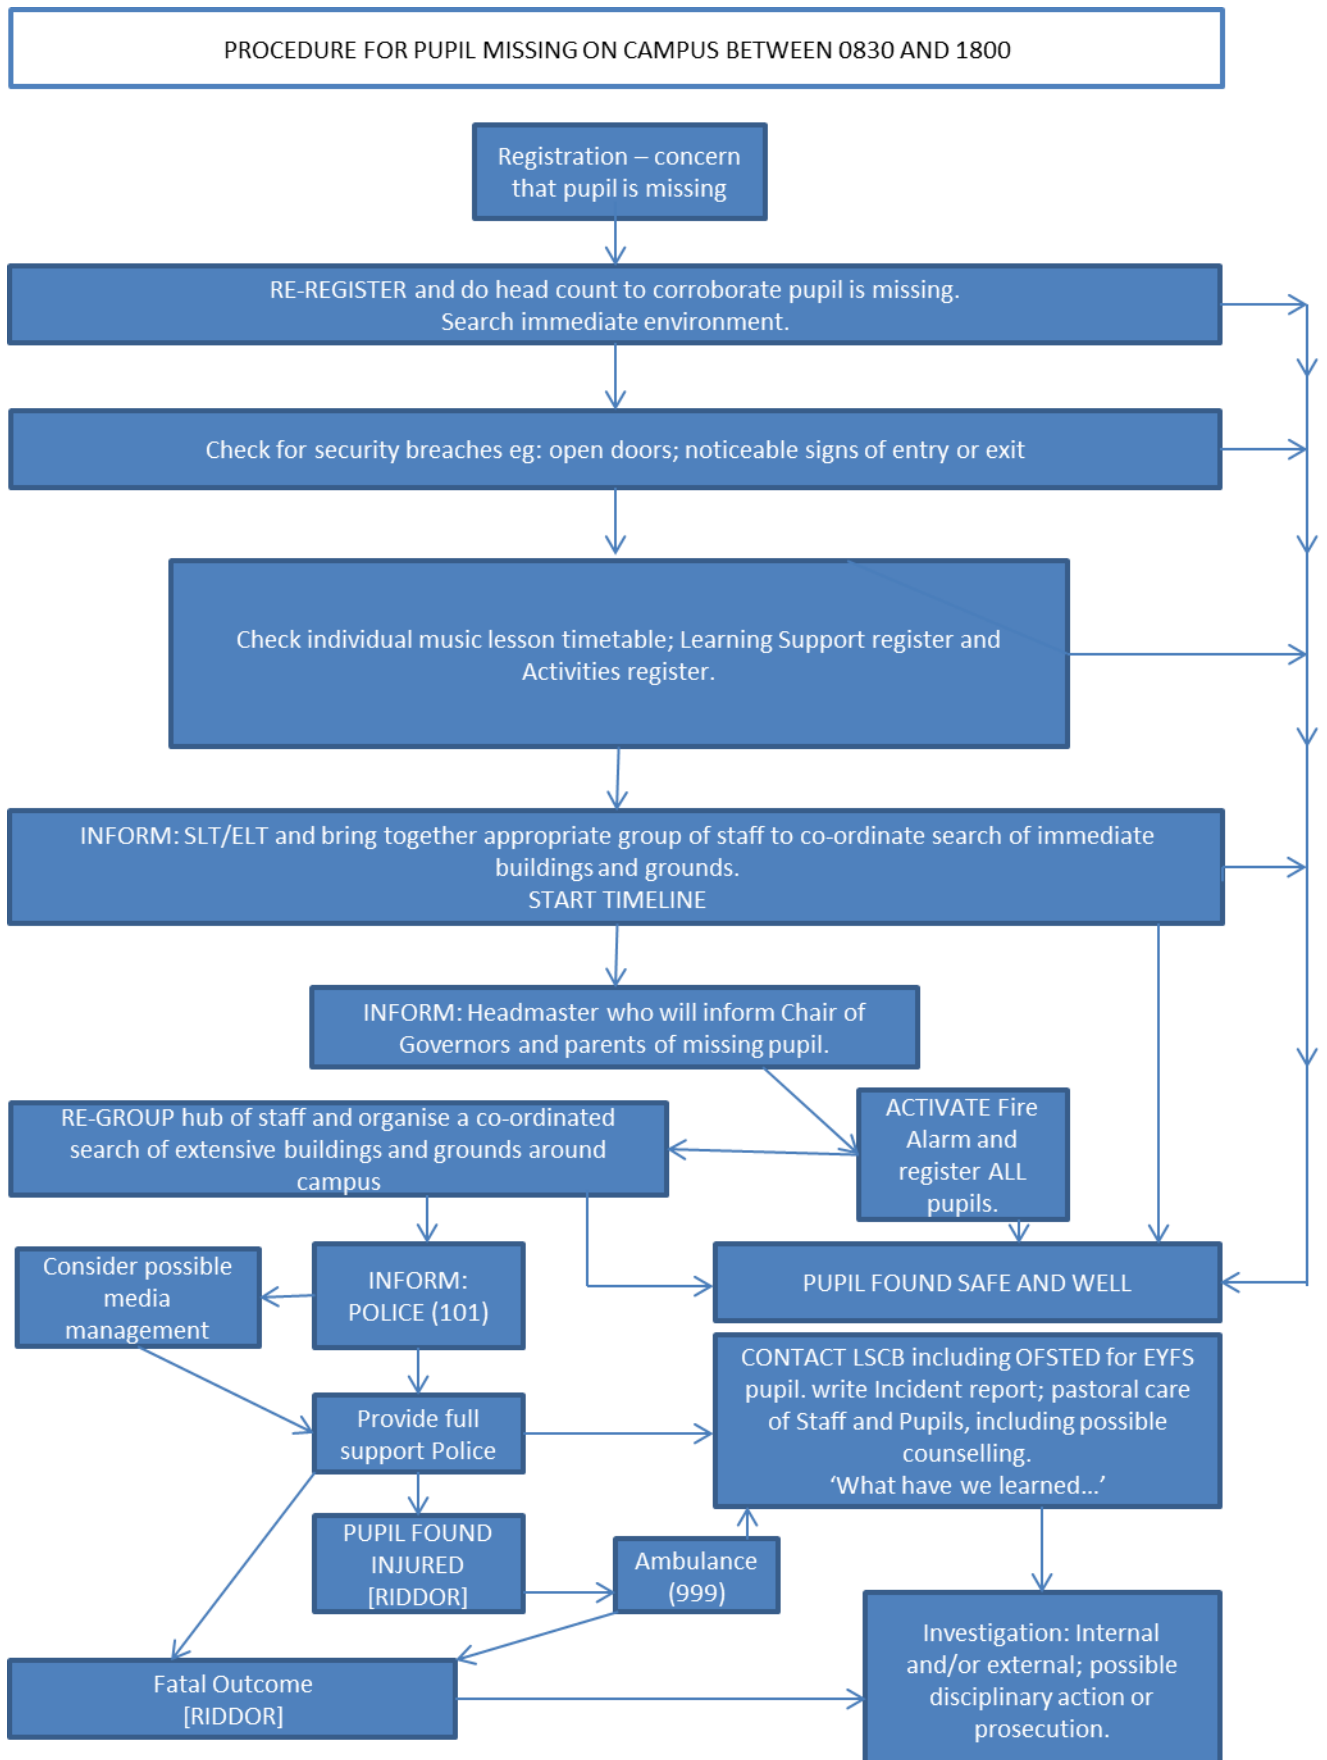 PROCEDURE FOR PUPIL MISSING ON CAMPUS BETWEEN 0830 AND 1800
Registration – concern
that pupil is missing
RE-REGISTER and do head count to corroborate pupil is missing.
Search immediate environment.
Check for security breaches eg: open doors; noticeable signs of entry or exit
Check individual music lesson timetable; Learning Support register and
Activities register.
INFORM: SLT/ELT and bring together appropriate group of staff to co-ordinate search of immediate
buildings and grounds.
START TIMELINE
INFORM: Headmaster who will inform Chair of
Governors and parents of missing pupil.
ACTIVATE Fire
Alarm and
register ALL
pupils.
RE-GROUP hub of staff and organise a co-ordinated
search of extensive buildings and grounds around
campus
Consider possible
media
management
INFORM:
POLICE (101)
PUPIL FOUND SAFE AND WELL
CONTACT LSCB including OFSTED for EYFS
pupil. write Incident report; pastoral care
of Staff and Pupils, including possible
counselling.
‘What have we learned…’
Provide full
support Police
PUPIL FOUND
INJURED
[RIDDOR]
Ambulance
(999)
Investigation: Internal
and/or external; possible
disciplinary action or
prosecution.
Fatal Outcome
[RIDDOR]